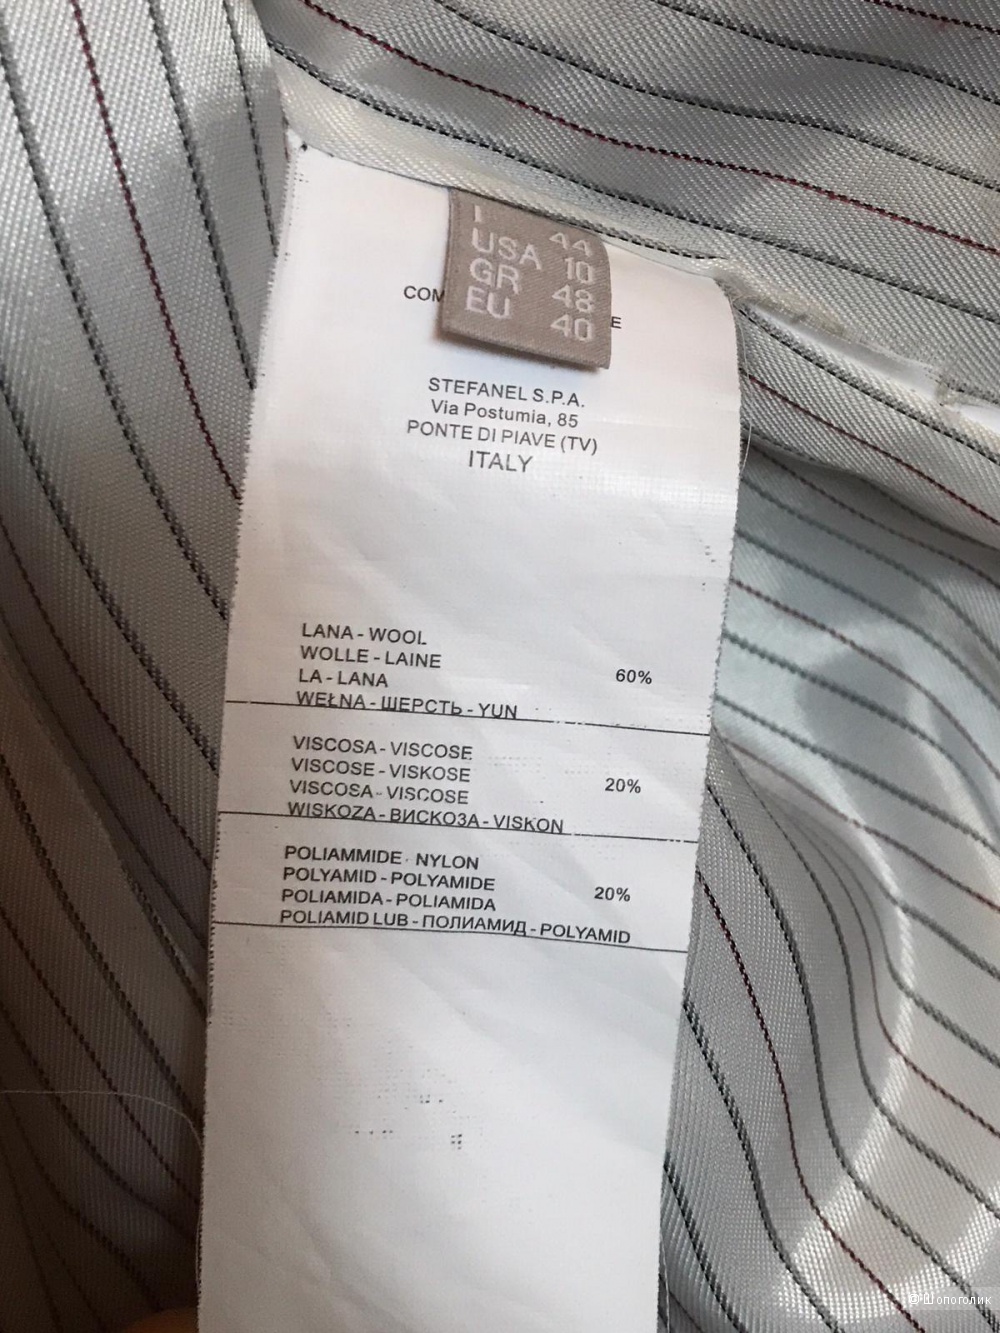 I 44
USA 10
GR 48
EU 40
STEFANEL S.P.A.
Via Postumia, 85
PONTE DI PIAVE (TV)
ITALY
LANA - WOOL
WOLLE - LAINE
LA - LANA
WEŁNA - ШЕРСТЬ - YUN
60%
VISCOSA - VISCOSE
VISCOSE - VISKOSE
VISCOSA - VISCOSE
WISKOZA - ВИСКОЗА - VISKON
20%
POLIAMMIDE - NYLON
POLYAMID - POLYAMIDE
POLIAMIDA - POLIAMIDA
POLIAMID LUB - ПОЛИАМИД - POLYAMID
20%
@Шопоголик